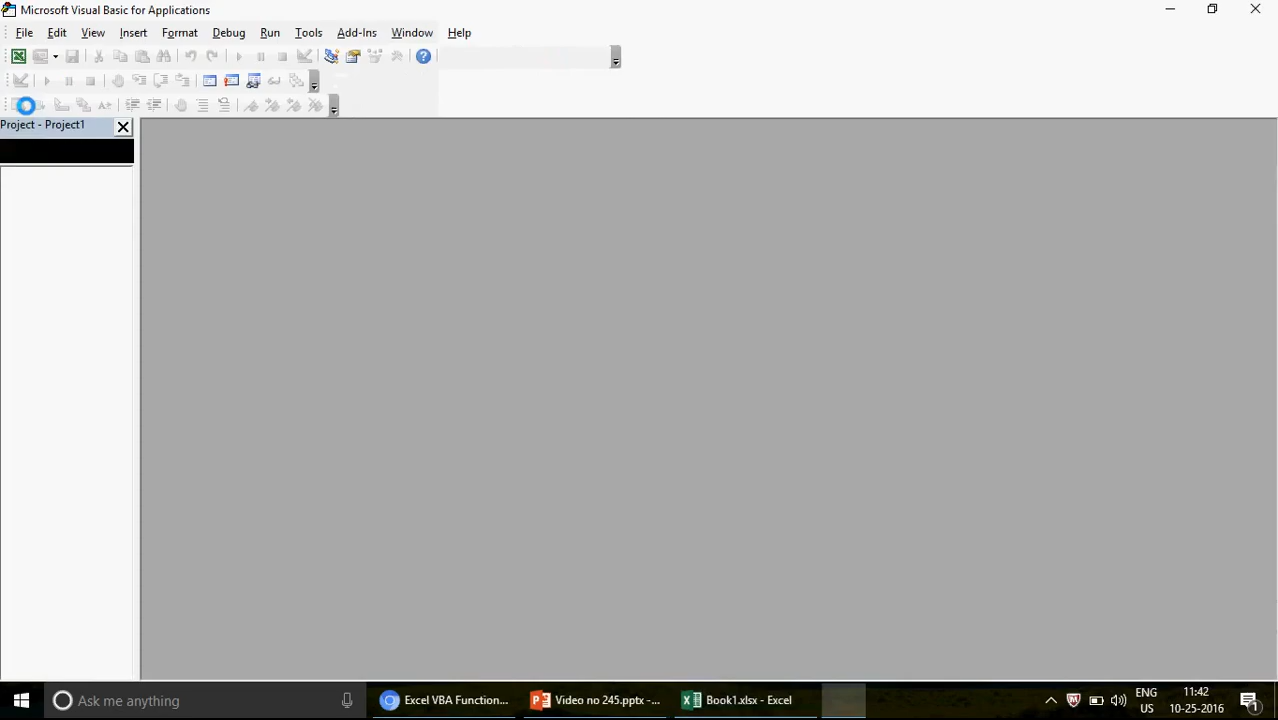 Microsoft Visual Basic for Applications
File Edit View Insert Format Debug Run Tools Add-Ins Window Help
Project - Project1
Ask me anything
Excel VBA Function...
Video no 245.pptx -...
Book1.xlsx - Excel
ENG
US
11:42
10-25-2016
1